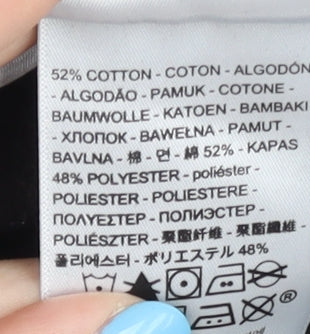 52% COTTON - COTON - ALGODÓN
- ALGODÃO - PAMUK - COTONE -
BAUMWOLLE - KATOEN - BAMBAKI
- ХЛОПОК - BAWEŁNA - PAMUT -
BAVLNA - 棉 - 면 - 綿 52% - KAPAS
48% POLYESTER - poliéster -
POLIESTER - POLIESTERE -
ΠΟΛΥΕΣΤΕΡ - ПОЛИЭСТЕР -
POLIÉSZTER - 聚酯纤维 - 聚酯纖維 -
폴리에스터 - ポリエステル 48%
®